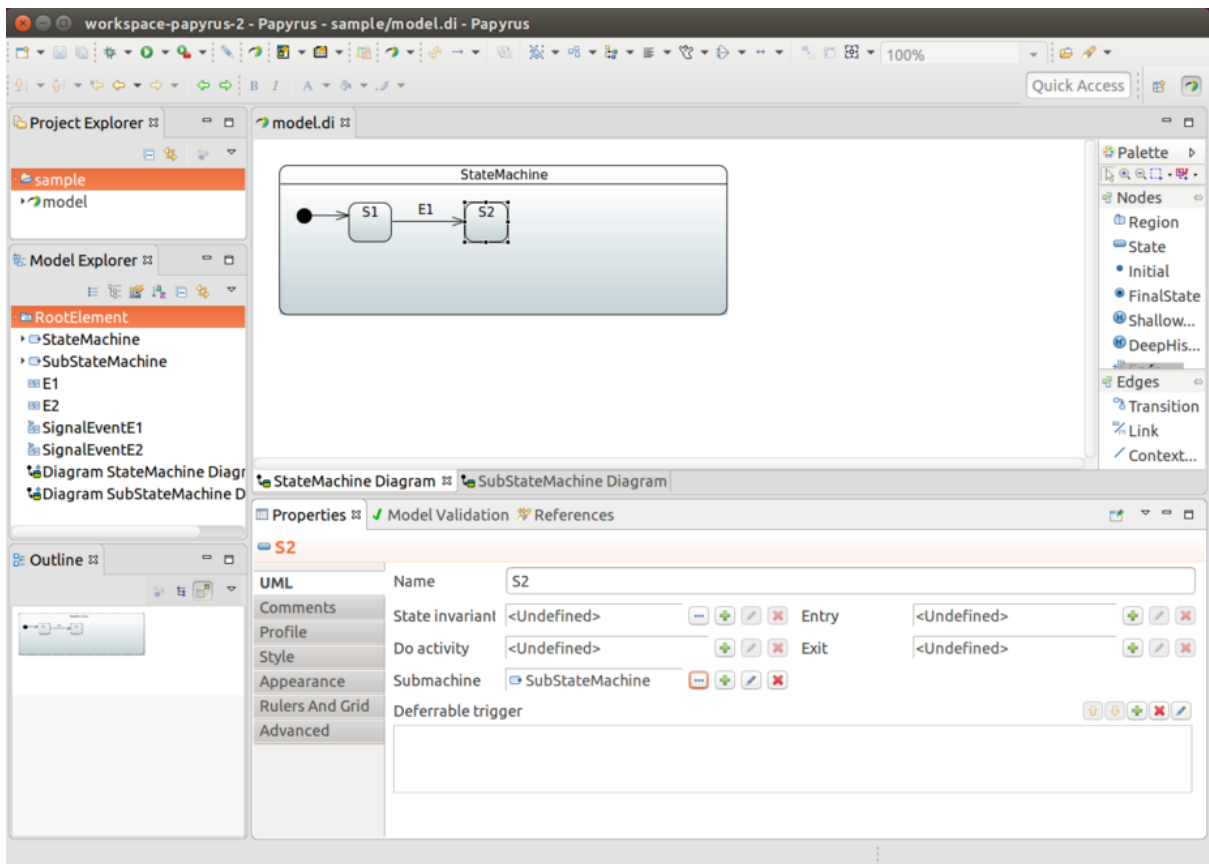 workspace-papyrus-2 - Papyrus - sample/model.di - Papyrus
100%
B I A
Quick Access
Project Explorer
sample
model
Model Explorer
RootElement
StateMachine
SubStateMachine
E1
E2
SignalEventE1
SignalEventE2
Diagram StateMachine Diagr
Diagram SubStateMachine D
Outline
model.di
StateMachine
S1
E1
S2
Palette
Nodes
Region
State
Initial
FinalState
Shallow...
DeepHis...
Edges
Transition
Link
Context...
StateMachine Diagram
SubStateMachine Diagram
Properties
Model Validation
References
S2
UML
Comments
Profile
Style
Appearance
Rulers And Grid
Advanced
Name S2
State invariant <Undefined> Entry <Undefined>
Do activity <Undefined> Exit <Undefined>
Submachine SubStateMachine
Deferrable trigger